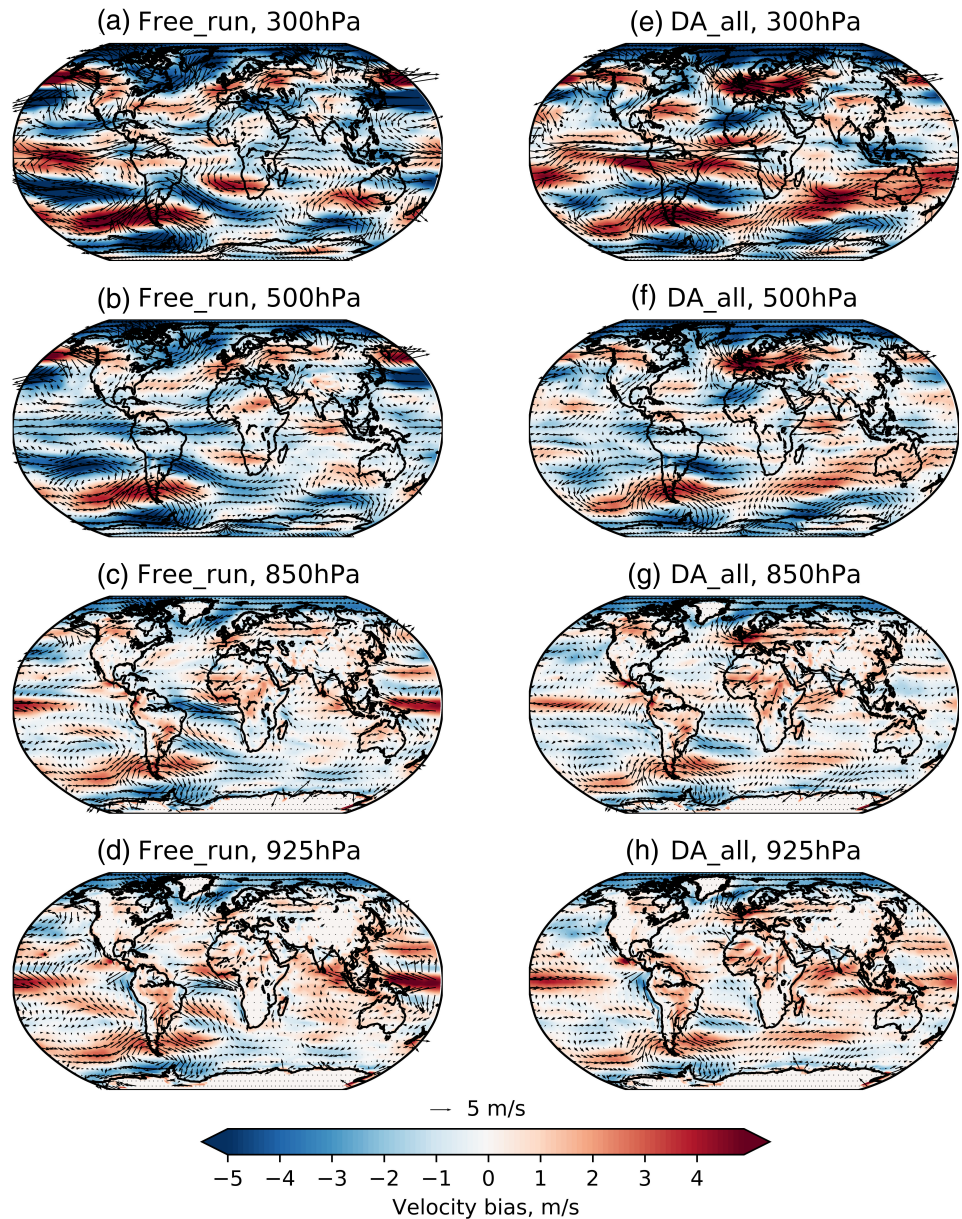 (a) Free_run, 300hPa
(e) DA_all, 300hPa
(b) Free_run, 500hPa
(f) DA_all, 500hPa
(c) Free_run, 850hPa
(g) DA_all, 850hPa
(d) Free_run, 925hPa
(h) DA_all, 925hPa
5 m/s
−5 −4 −3 −2 −1 0 1 2 3 4
Velocity bias, m/s